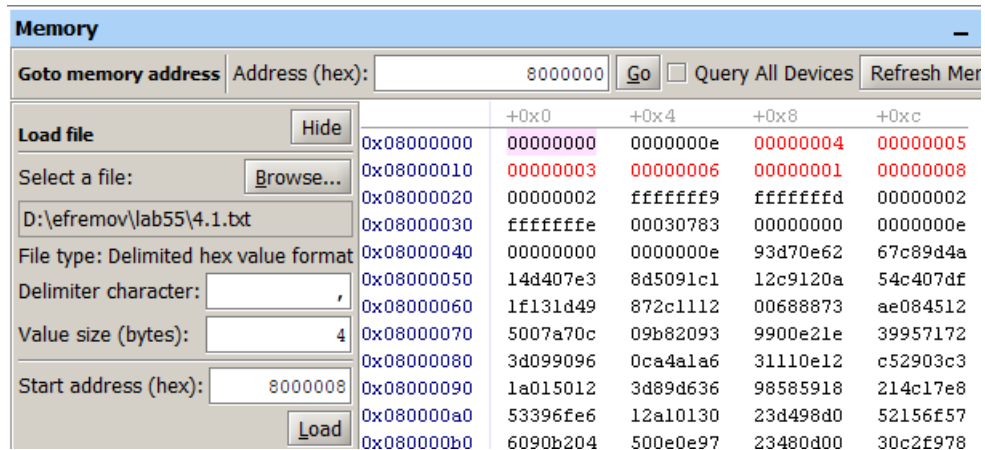 Memory
Goto memory address Address (hex): 8000000 Go Query All Devices Refresh Mer
Load file Hide
Select a file: Browse...
D:\efremov\lab55\4.1.txt
File type: Delimited hex value format
Delimiter character: ,
Value size (bytes): 4
Start address (hex): 8000008
Load
+0x0 +0x4 +0x8 +0xc
0x08000000 00000000 0000000e 00000004 00000005
0x08000010 00000003 00000006 00000001 00000008
0x08000020 00000002 fffffff9 fffffffd 00000002
0x08000030 fffffffe 00030783 00000000 0000000e
0x08000040 00000000 0000000e 93d70e62 67c89d4a
0x08000050 14d407e3 8d5091c1 12c9120a 54c407df
0x08000060 1f131d49 872c1112 00688873 ae084512
0x08000070 5007a70c 09b82093 9900e21e 39957172
0x08000080 3d099096 0ca4a1a6 31110e12 c52903c3
0x08000090 1a015012 3d89d636 98585918 214c17e8
0x080000a0 53396fe6 12a10130 23d498d0 52156f57
0x080000b0 6090b204 500e0e97 23480d00 30c2f978